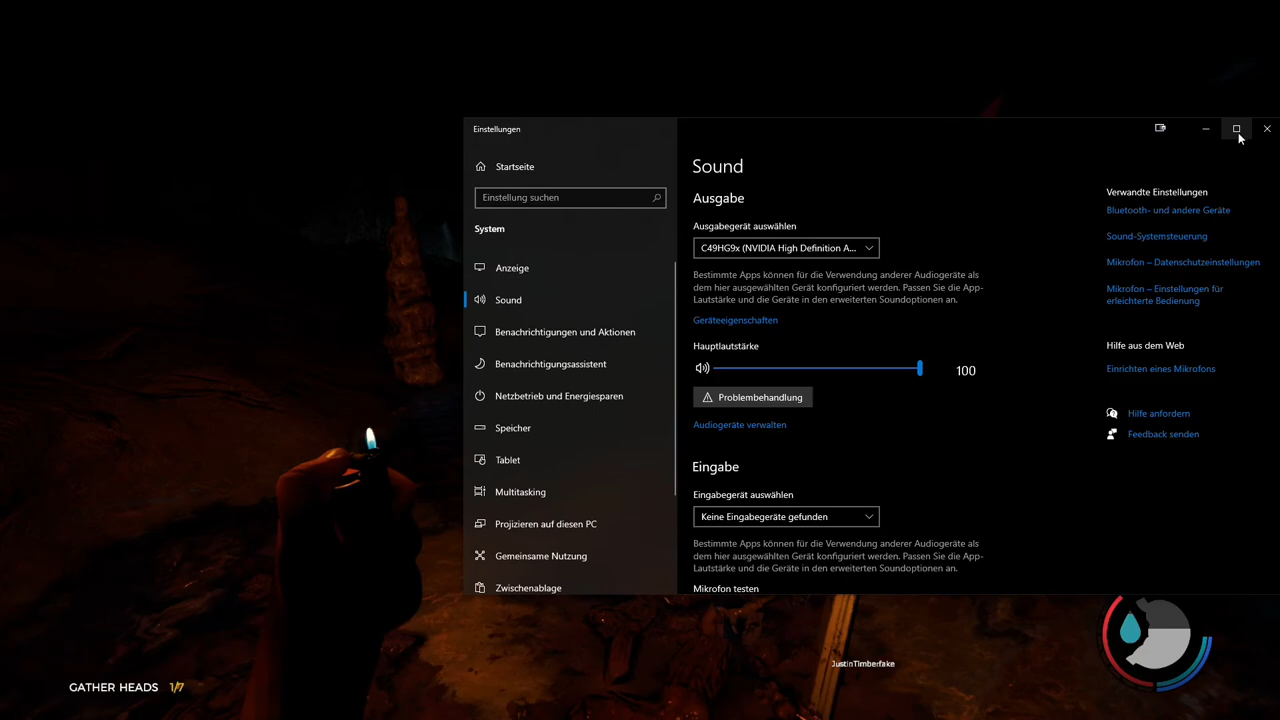 Einstellungen
Startseite
Einstellung suchen
System
Anzeige
Sound
Benachrichtigungen und Aktionen
Benachrichtigungsassistent
Netzbetrieb und Energiesparen
Speicher
Tablet
Multitasking
Projizieren auf diesen PC
Gemeinsame Nutzung
Zwischenablage
Sound
Ausgabe
Ausgabegerät auswählen
C49HG9x (NVIDIA High Definition A...
Bestimmte Apps können für die Verwendung anderer Audiogeräte als
dem hier ausgewählten Gerät konfiguriert werden. Passen Sie die App-
Lautstärke und die Geräte in den erweiterten Soundoptionen an.
Geräteeigenschaften
Hauptlautstärke
100
Problembehandlung
Audiogeräte verwalten
Eingabe
Eingabegerät auswählen
Keine Eingabegeräte gefunden
Bestimmte Apps können für die Verwendung anderer Audiogeräte als
dem hier ausgewählten Gerät konfiguriert werden. Passen Sie die App-
Lautstärke und die Geräte in den erweiterten Soundoptionen an.
Mikrofon testen
Verwandte Einstellungen
Bluetooth- und andere Geräte
Sound-Systemsteuerung
Mikrofon – Datenschutzeinstellungen
Mikrofon – Einstellungen für
erleichterte Bedienung
Hilfe aus dem Web
Einrichten eines Mikrofons
Hilfe anfordern
Feedback senden
JustinTimberfake
GATHER HEADS 1/7